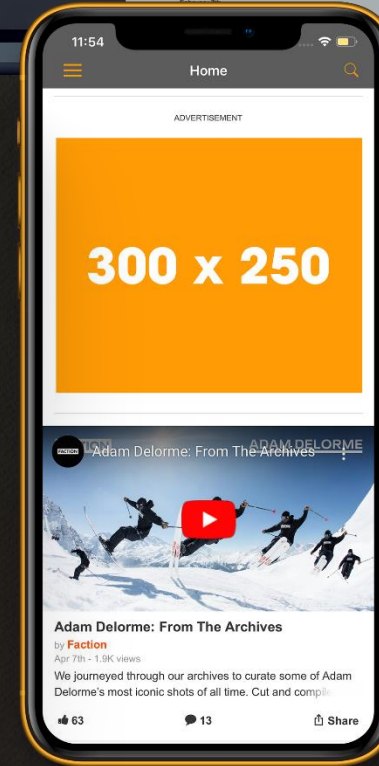 11:54
Home
ADVERTISEMENT
300 x 250
FACTION
ADAM DELORME
Adam Delorme: From The Archives
Adam Delorme: From The Archives
by Faction
Apr 7th - 1.9K views
We journeyed through our archives to curate some of Adam
Delorme's most iconic shots of all time. Cut and compile
63
13
Share